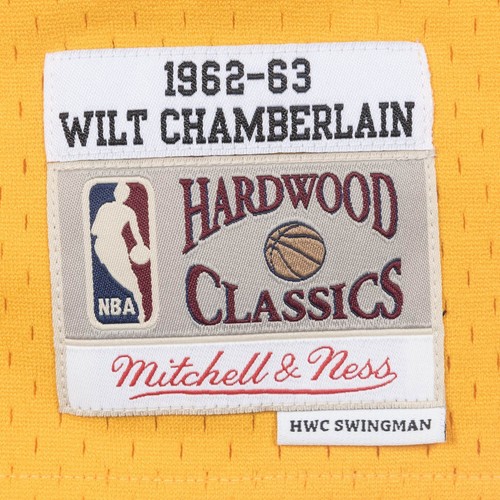 1962-63
WILT CHAMBERLAIN
HARDWOOD
CLASSICS
NBA
Mitchell & Ness
HWC SWINGMAN